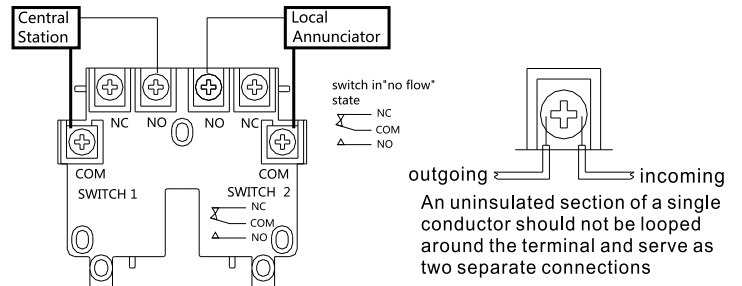 Central
Station
Local
Annunciator
switch in"no flow"
state
NC
COM
NO
NC
NO
NO
NC
COM
COM
SWITCH 1
SWITCH 2
NC
COM
NO
outgoing
incoming
An uninsulated section of a single
conductor should not be looped
around the terminal and serve as
two separate connections